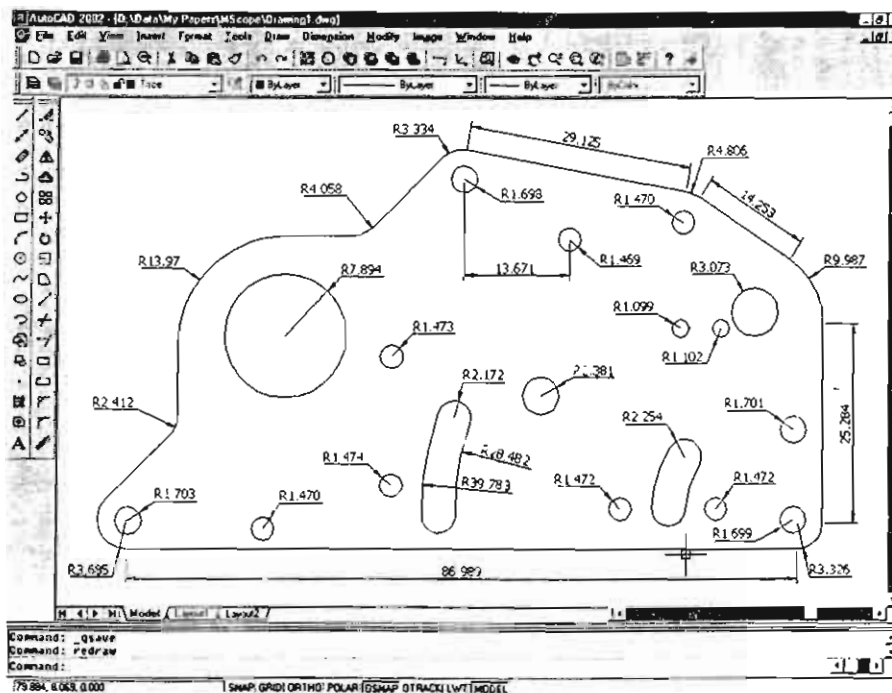 AutoCAD 2002 - [D:\Data\My Papers\MScope\Drawing1.dwg]
File Edit View Insert Format Tools Draw Dimension Modify Image Window Help
ByLayer ByLayer ByLayer ByColor
R3.334
29.125
R4.806
R4.058
R1.698
R1.470
14.253
R13.97
R7.894
13.671
R1.469
R3.073
R9.987
R1.099
R1.473
R1.102
R2.412
R2.172
R2.254
R1.701
25.284
R1.474
R28.482
R39.783
R1.472
R1.472
R1.703
R1.470
R1.699
R3.695
86.989
R3.326
Model Layout1 Layout2
Command: _qsave
Command: redraw
Command:
SNAP GRID ORTHO POLAR OSNAP OTRACK LWT MODEL